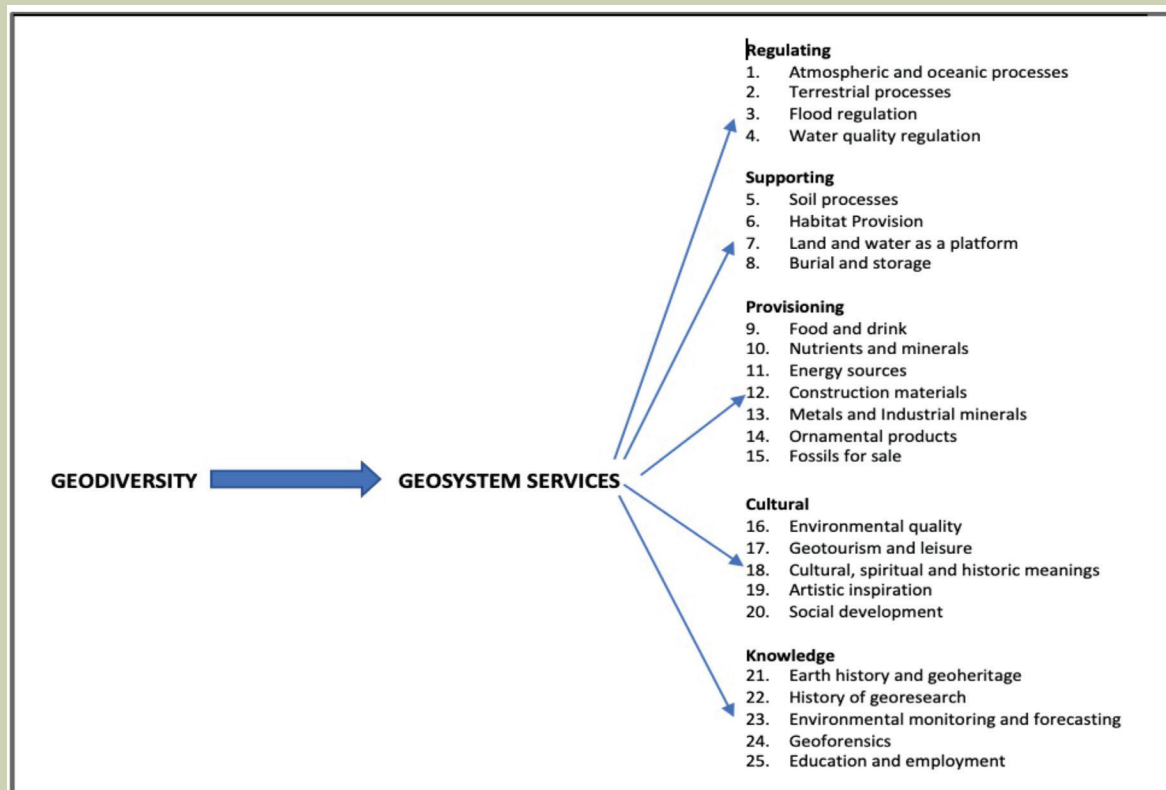 Regulating
1. Atmospheric and oceanic processes
2. Terrestrial processes
3. Flood regulation
4. Water quality regulation
Supporting
5. Soil processes
6. Habitat Provision
7. Land and water as a platform
8. Burial and storage
Provisioning
9. Food and drink
10. Nutrients and minerals
11. Energy sources
12. Construction materials
13. Metals and Industrial minerals
14. Ornamental products
15. Fossils for sale
GEODIVERSITY
GEOSYSTEM SERVICES
Cultural
16. Environmental quality
17. Geotourism and leisure
18. Cultural, spiritual and historic meanings
19. Artistic inspiration
20. Social development
Knowledge
21. Earth history and geoheritage
22. History of georesearch
23. Environmental monitoring and forecasting
24. Geoforensics
25. Education and employment